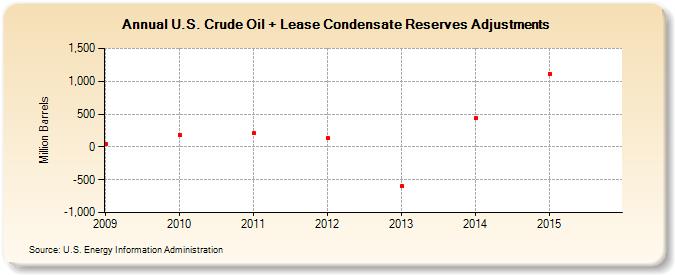 Annual U.S. Crude Oil + Lease Condensate Reserves Adjustments
Million Barrels
1,500
1,000
500
0
-500
-1,000
2009 2010 2011 2012 2013 2014 2015
Source: U.S. Energy Information Administration